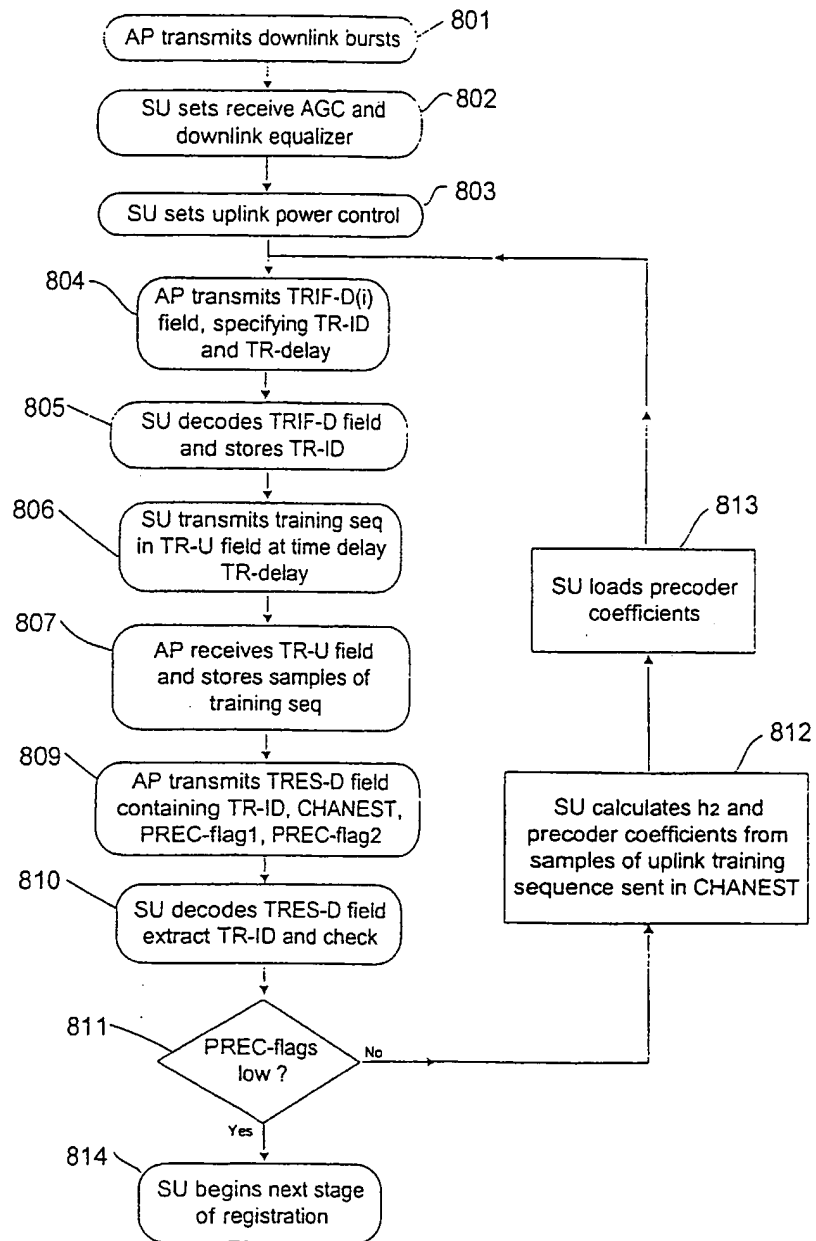 801
AP transmits downlink bursts
802
SU sets receive AGC and
downlink equalizer
803
SU sets uplink power control
804
AP transmits TRIF-D(i)
field, specifying TR-ID
and TR-delay
805
SU decodes TRIF-D field
and stores TR-ID
806
SU transmits training seq
in TR-U field at time delay
TR-delay
807
AP receives TR-U field
and stores samples of
training seq
809
AP transmits TRES-D field
containing TR-ID, CHANEST,
PREC-flag1, PREC-flag2
810
SU decodes TRES-D field
extract TR-ID and check
811
PREC-flags
low ?
No
Yes
812
SU calculates h2 and
precoder coefficients from
samples of uplink training
sequence sent in CHANEST
813
SU loads precoder
coefficients
814
SU begins next stage
of registration